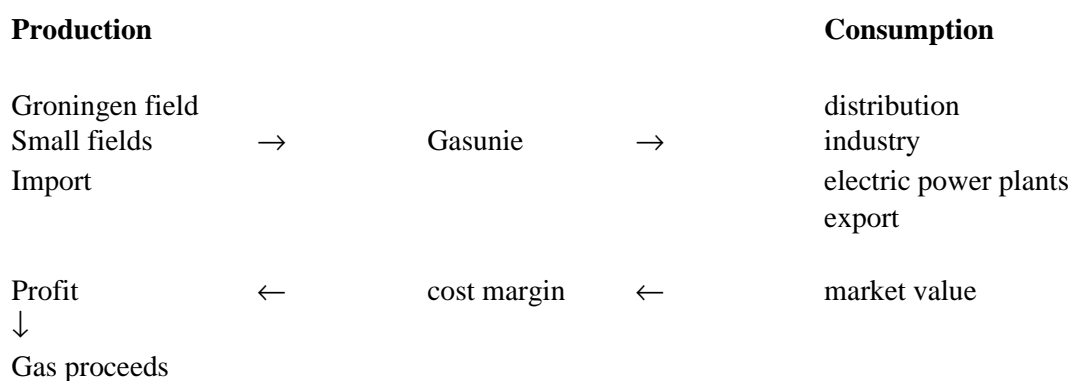 Production Consumption
Groningen field distribution
Small fields → Gasunie → industry
Import electric power plants
export
Profit ← cost margin ← market value
↓
Gas proceeds